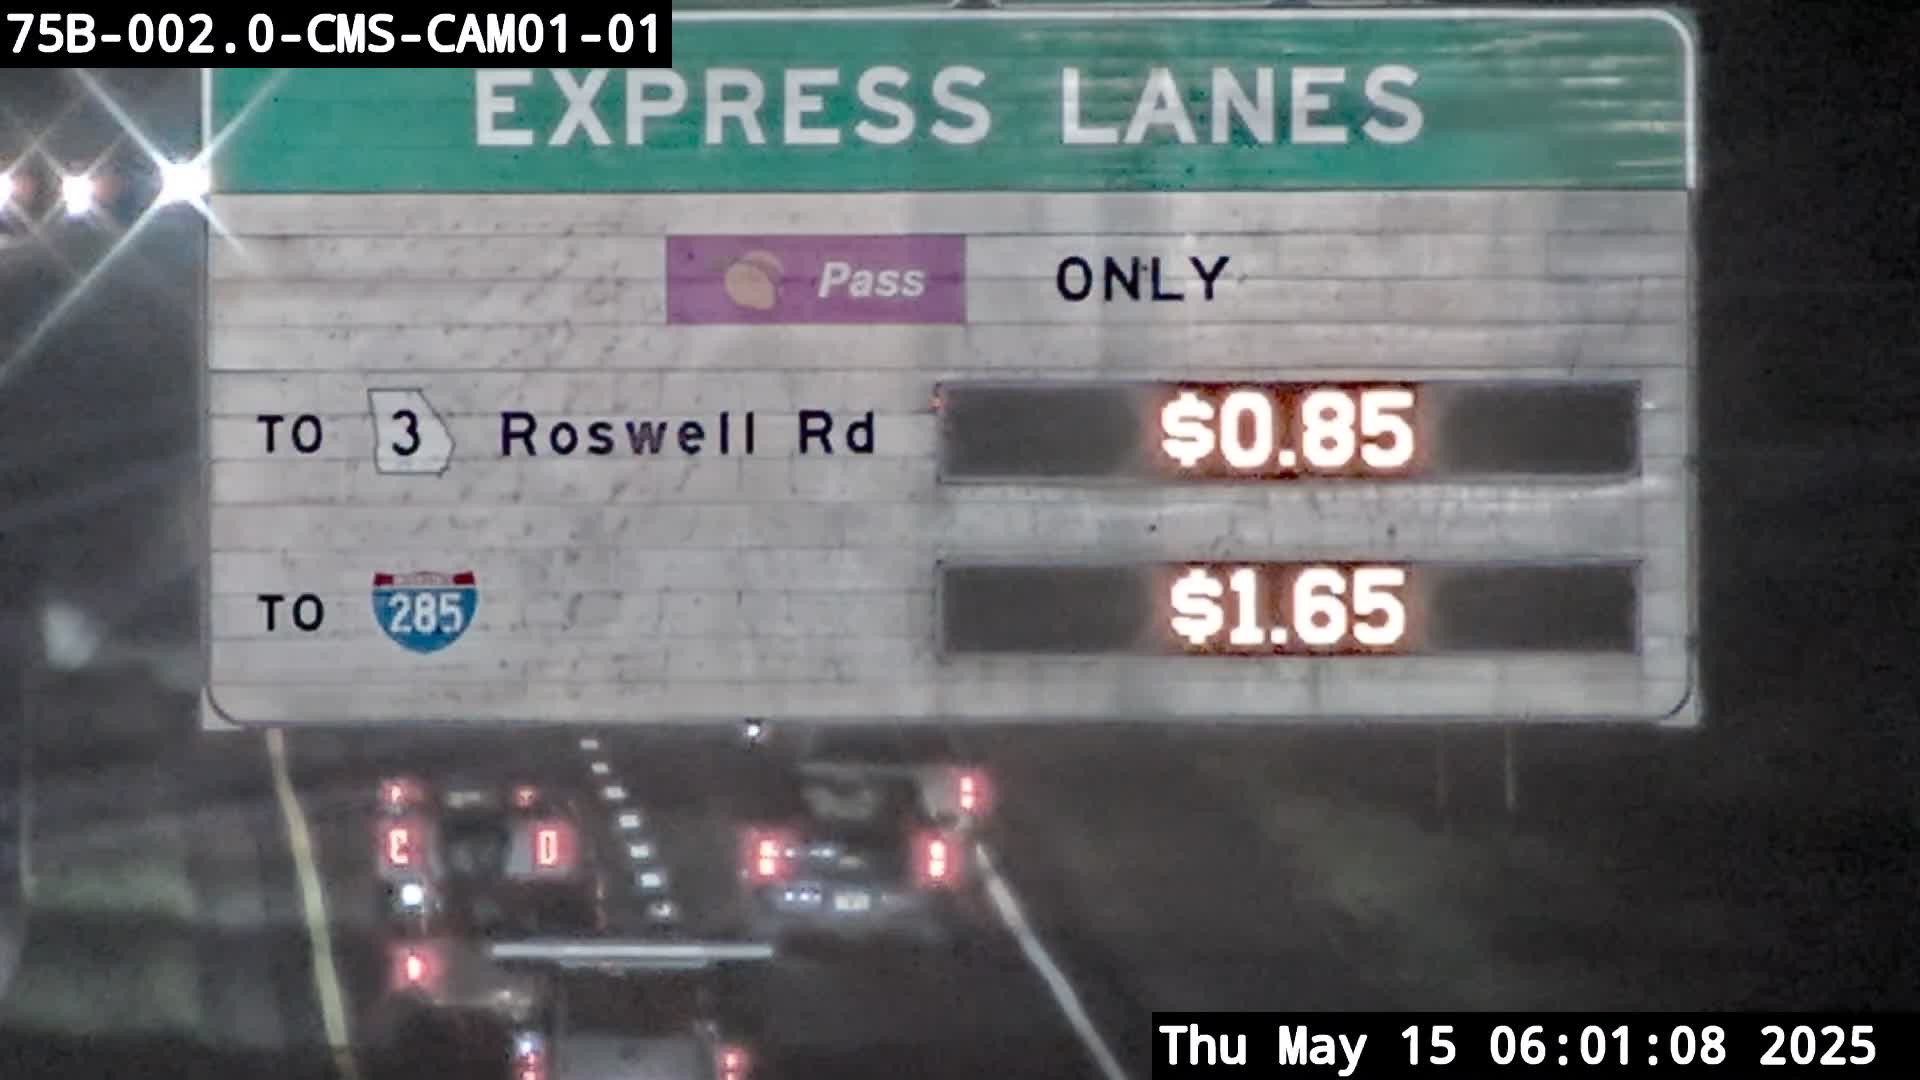 75B-002.0-CMS-CAM01-01
EXPRESS LANES
Pass ONLY
TO 3 Roswell Rd $0.85
TO 285 $1.65
Thu May 15 06:01:08 2025